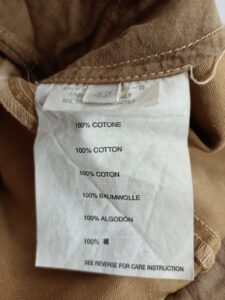 100% COTONE
100% COTTON
100% COTON
100% BAUMWOLLE
100% ALGODÓN
100%
SEE REVERSE FOR CARE INSTRUCTION